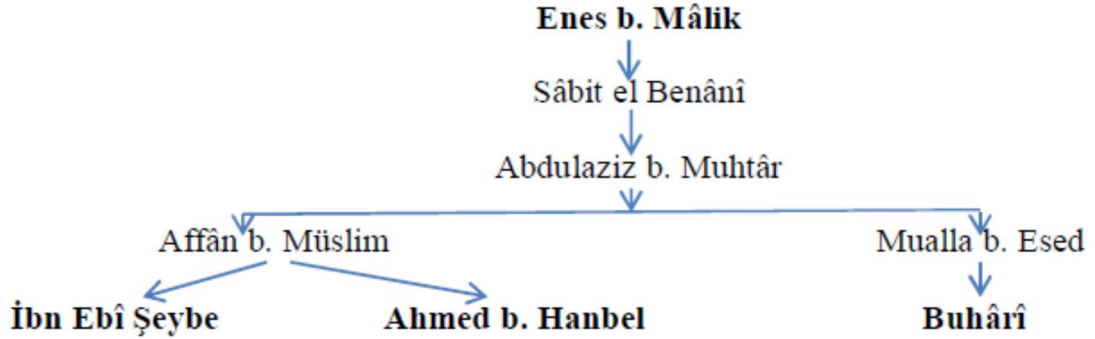 Enes b. Mâlik
Sâbit el Benânî
Abdulaziz b. Muhtâr
Affân b. Müslim Mualla b. Esed
İbn Ebî Şeybe Ahmed b. Hanbel Buhârî